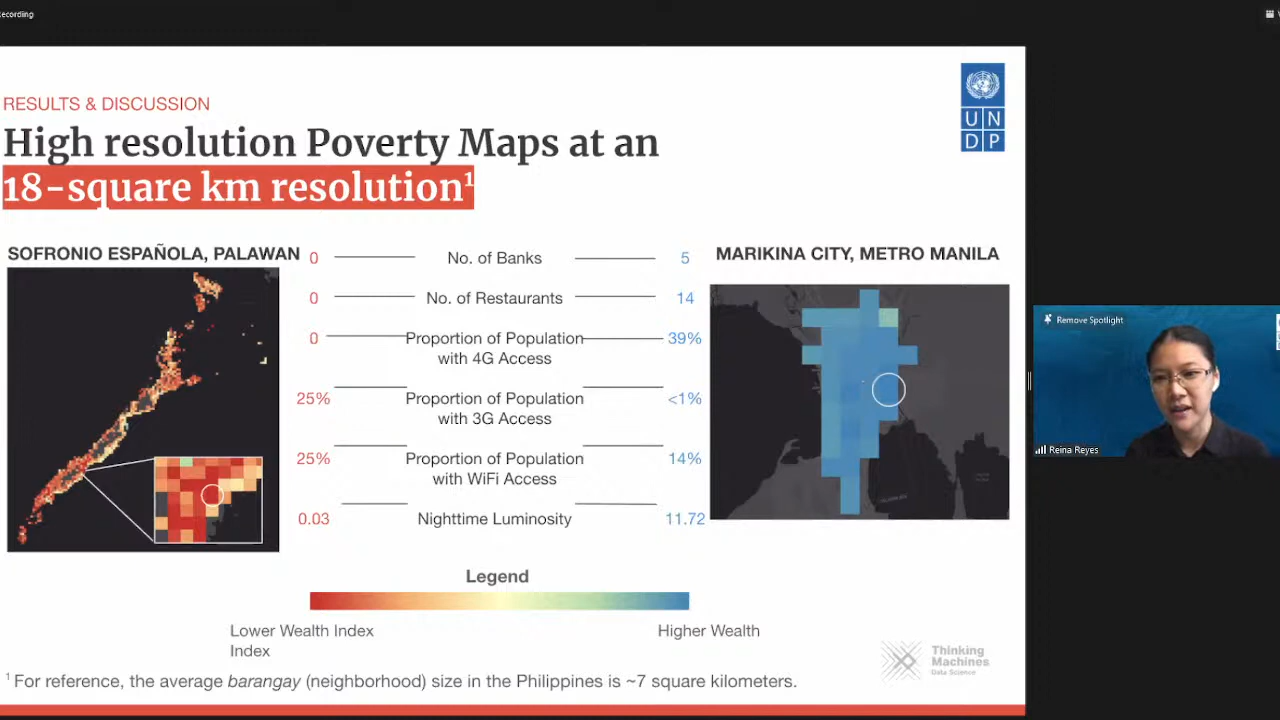 ecording
RESULTS & DISCUSSION
High resolution Poverty Maps at an
18-square km resolution¹
UN
DP
SOFRONIO ESPAÑOLA, PALAWAN
MARIKINA CITY, METRO MANILA
0 No. of Banks 5
0 No. of Restaurants 14
0 Proportion of Population 39%
with 4G Access
25% Proportion of Population <1%
with 3G Access
25% Proportion of Population 14%
with WiFi Access
0.03 Nighttime Luminosity 11.72
Remove Spotlight
Reina Reyes
Legend
Lower Wealth Index Higher Wealth
Index
Thinking
Machines
Data Science
¹ For reference, the average barangay (neighborhood) size in the Philippines is ~7 square kilometers.